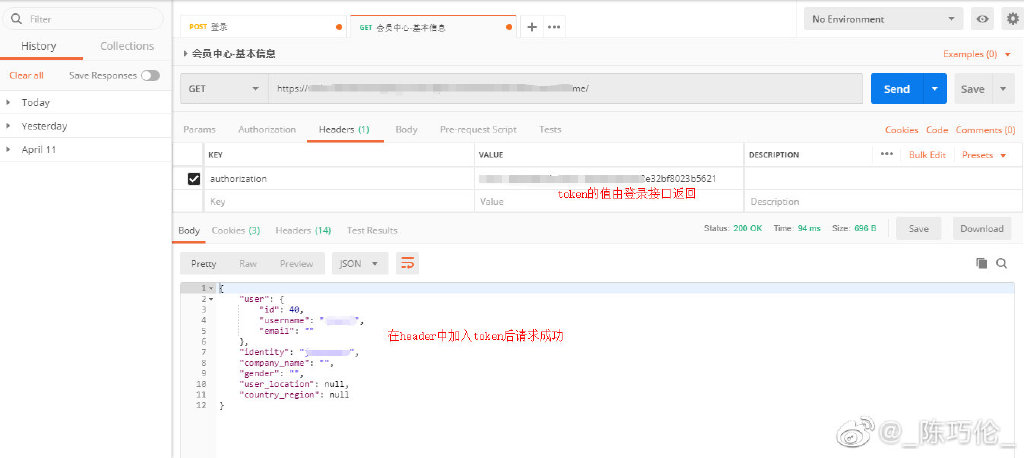 Filter
History Collections
Clear all Save Responses
Today
Yesterday
April 11
POST 登录 GET 会员中心-基本信息
No Environment
会员中心-基本信息 Examples (0)
GET https:// me/ Send Save
Params Authorization Headers (1) Body Pre-request Script Tests Cookies Code Comments (0)
KEY VALUE DESCRIPTION Bulk Edit Presets
authorization e32bf8023b5621
token的值由登录接口返回
Key Value Description
Body Cookies (3) Headers (14) Test Results Status: 200 OK Time: 94 ms Size: 696 B Save Download
Pretty Raw Preview JSON
1 {
2 "user": {
3 "id": 40,
4 "username": " ",
5 "email": ""
6 },
7 "identity": " ",
8 "company_name": "",
9 "gender": "",
10 "user_location": null,
11 "country_region": null
12 }
在header中加入token后请求成功
@_陈巧伦_